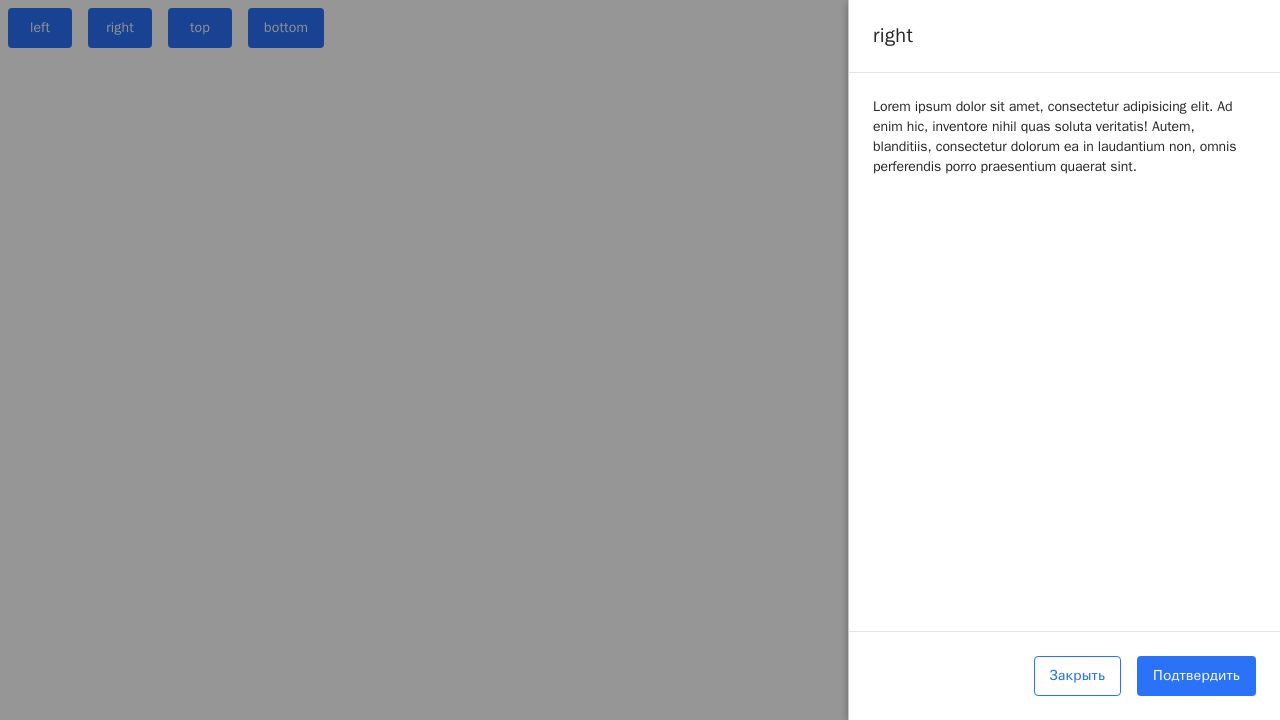 left
right
top
bottom
right
Lorem ipsum dolor sit amet, consectetur adipisicing elit. Ad
enim hic, inventore nihil quas soluta veritatis! Autem,
blanditiis, consectetur dolorum ea in laudantium non, omnis
perferendis porro praesentium quaerat sint.
Закрыть
Подтвердить